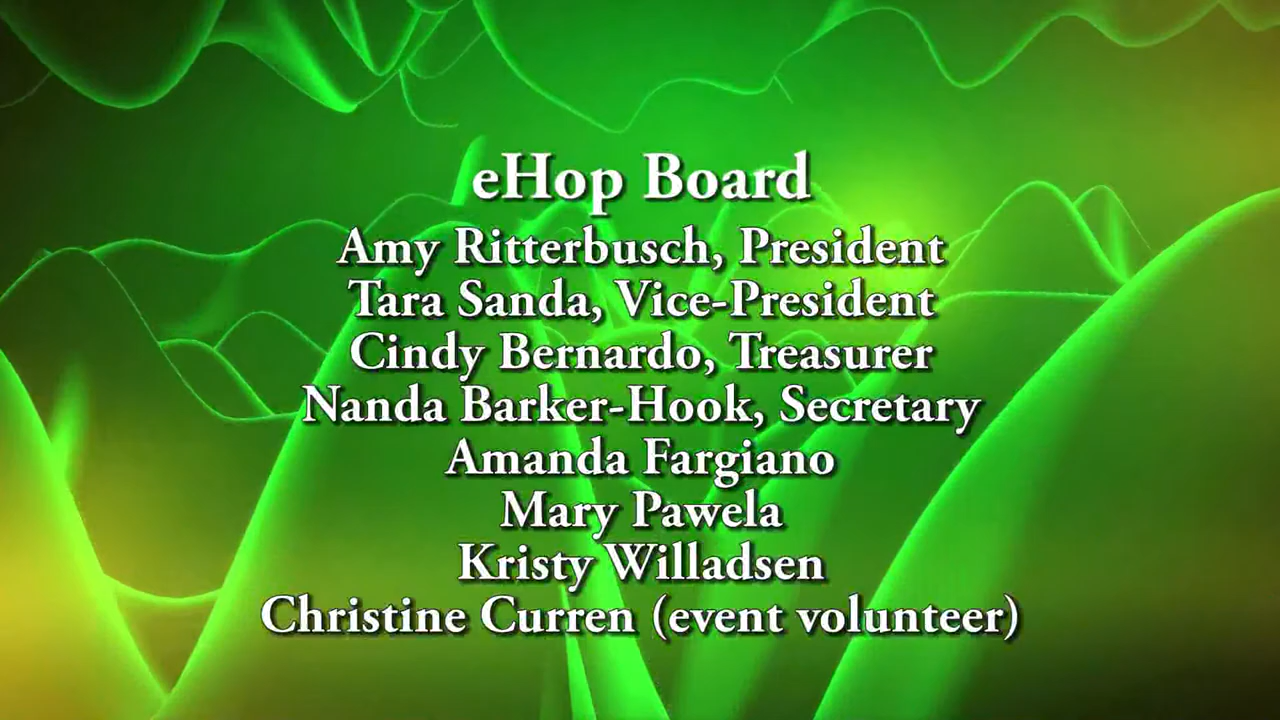 eHop Board
Amy Ritterbusch, President
Tara Sanda, Vice-President
Cindy Bernardo, Treasurer
Nanda Barker-Hook, Secretary
Amanda Fargiano
Mary Pawela
Kristy Willadsen
Christine Curren (event volunteer)